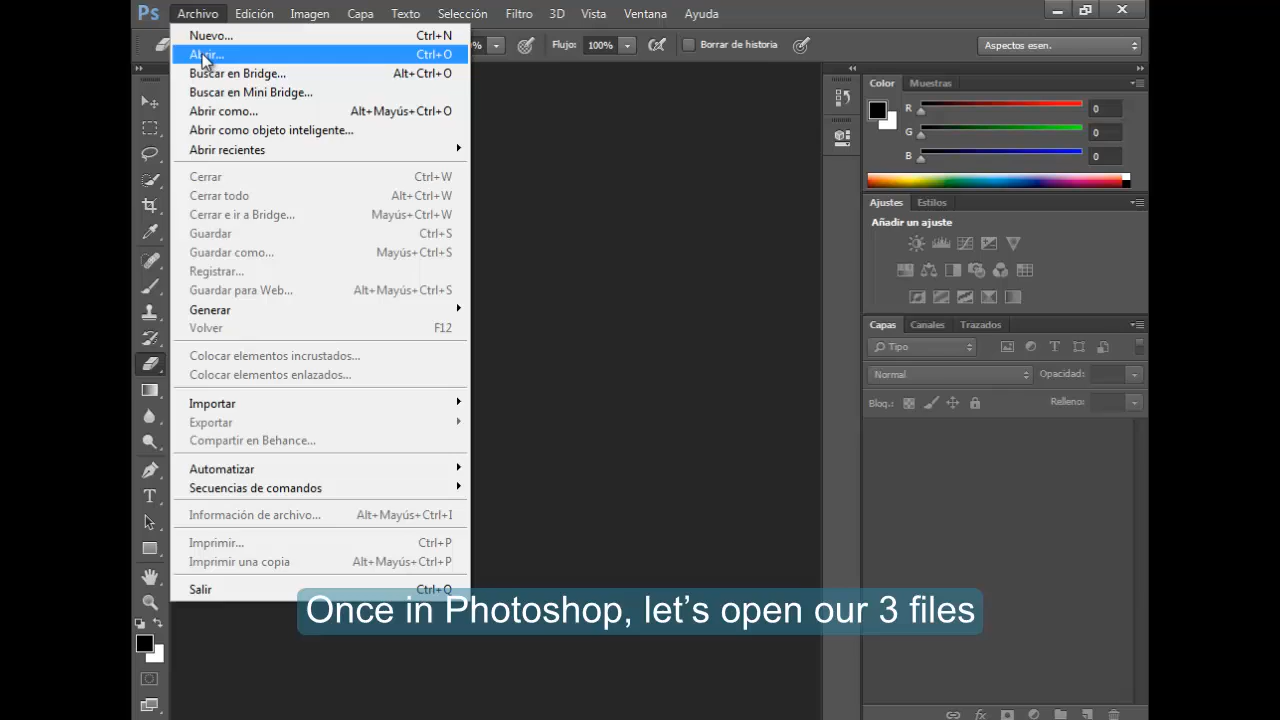 Ps Archivo Edición Imagen Capa Texto Selección Filtro 3D Vista Ventana Ayuda
% Flujo: 100% Borrar de historia Aspectos esen.
Nuevo... Ctrl+N
Abrir... Ctrl+O
Buscar en Bridge... Alt+Ctrl+O
Buscar en Mini Bridge...
Abrir como... Alt+Mayús+Ctrl+O
Abrir como objeto inteligente...
Abrir recientes
Cerrar Ctrl+W
Cerrar todo Alt+Ctrl+W
Cerrar e ir a Bridge... Mayús+Ctrl+W
Guardar Ctrl+S
Guardar como... Mayús+Ctrl+S
Registrar...
Guardar para Web... Alt+Mayús+Ctrl+S
Generar
Volver F12
Colocar elementos incrustados...
Colocar elementos enlazados...
Importar
Exportar
Compartir en Behance...
Automatizar
Secuencias de comandos
Información de archivo... Alt+Mayús+Ctrl+I
Imprimir... Ctrl+P
Imprimir una copia Alt+Mayús+Ctrl+P
Salir Ctrl+Q
Color Muestras
R 0
G 0
B 0
Ajustes Estilos
Añadir un ajuste
Capas Canales Trazados
Tipo
Normal Opacidad:
Bloq.: Relleno:
Once in Photoshop, let’s open our 3 files